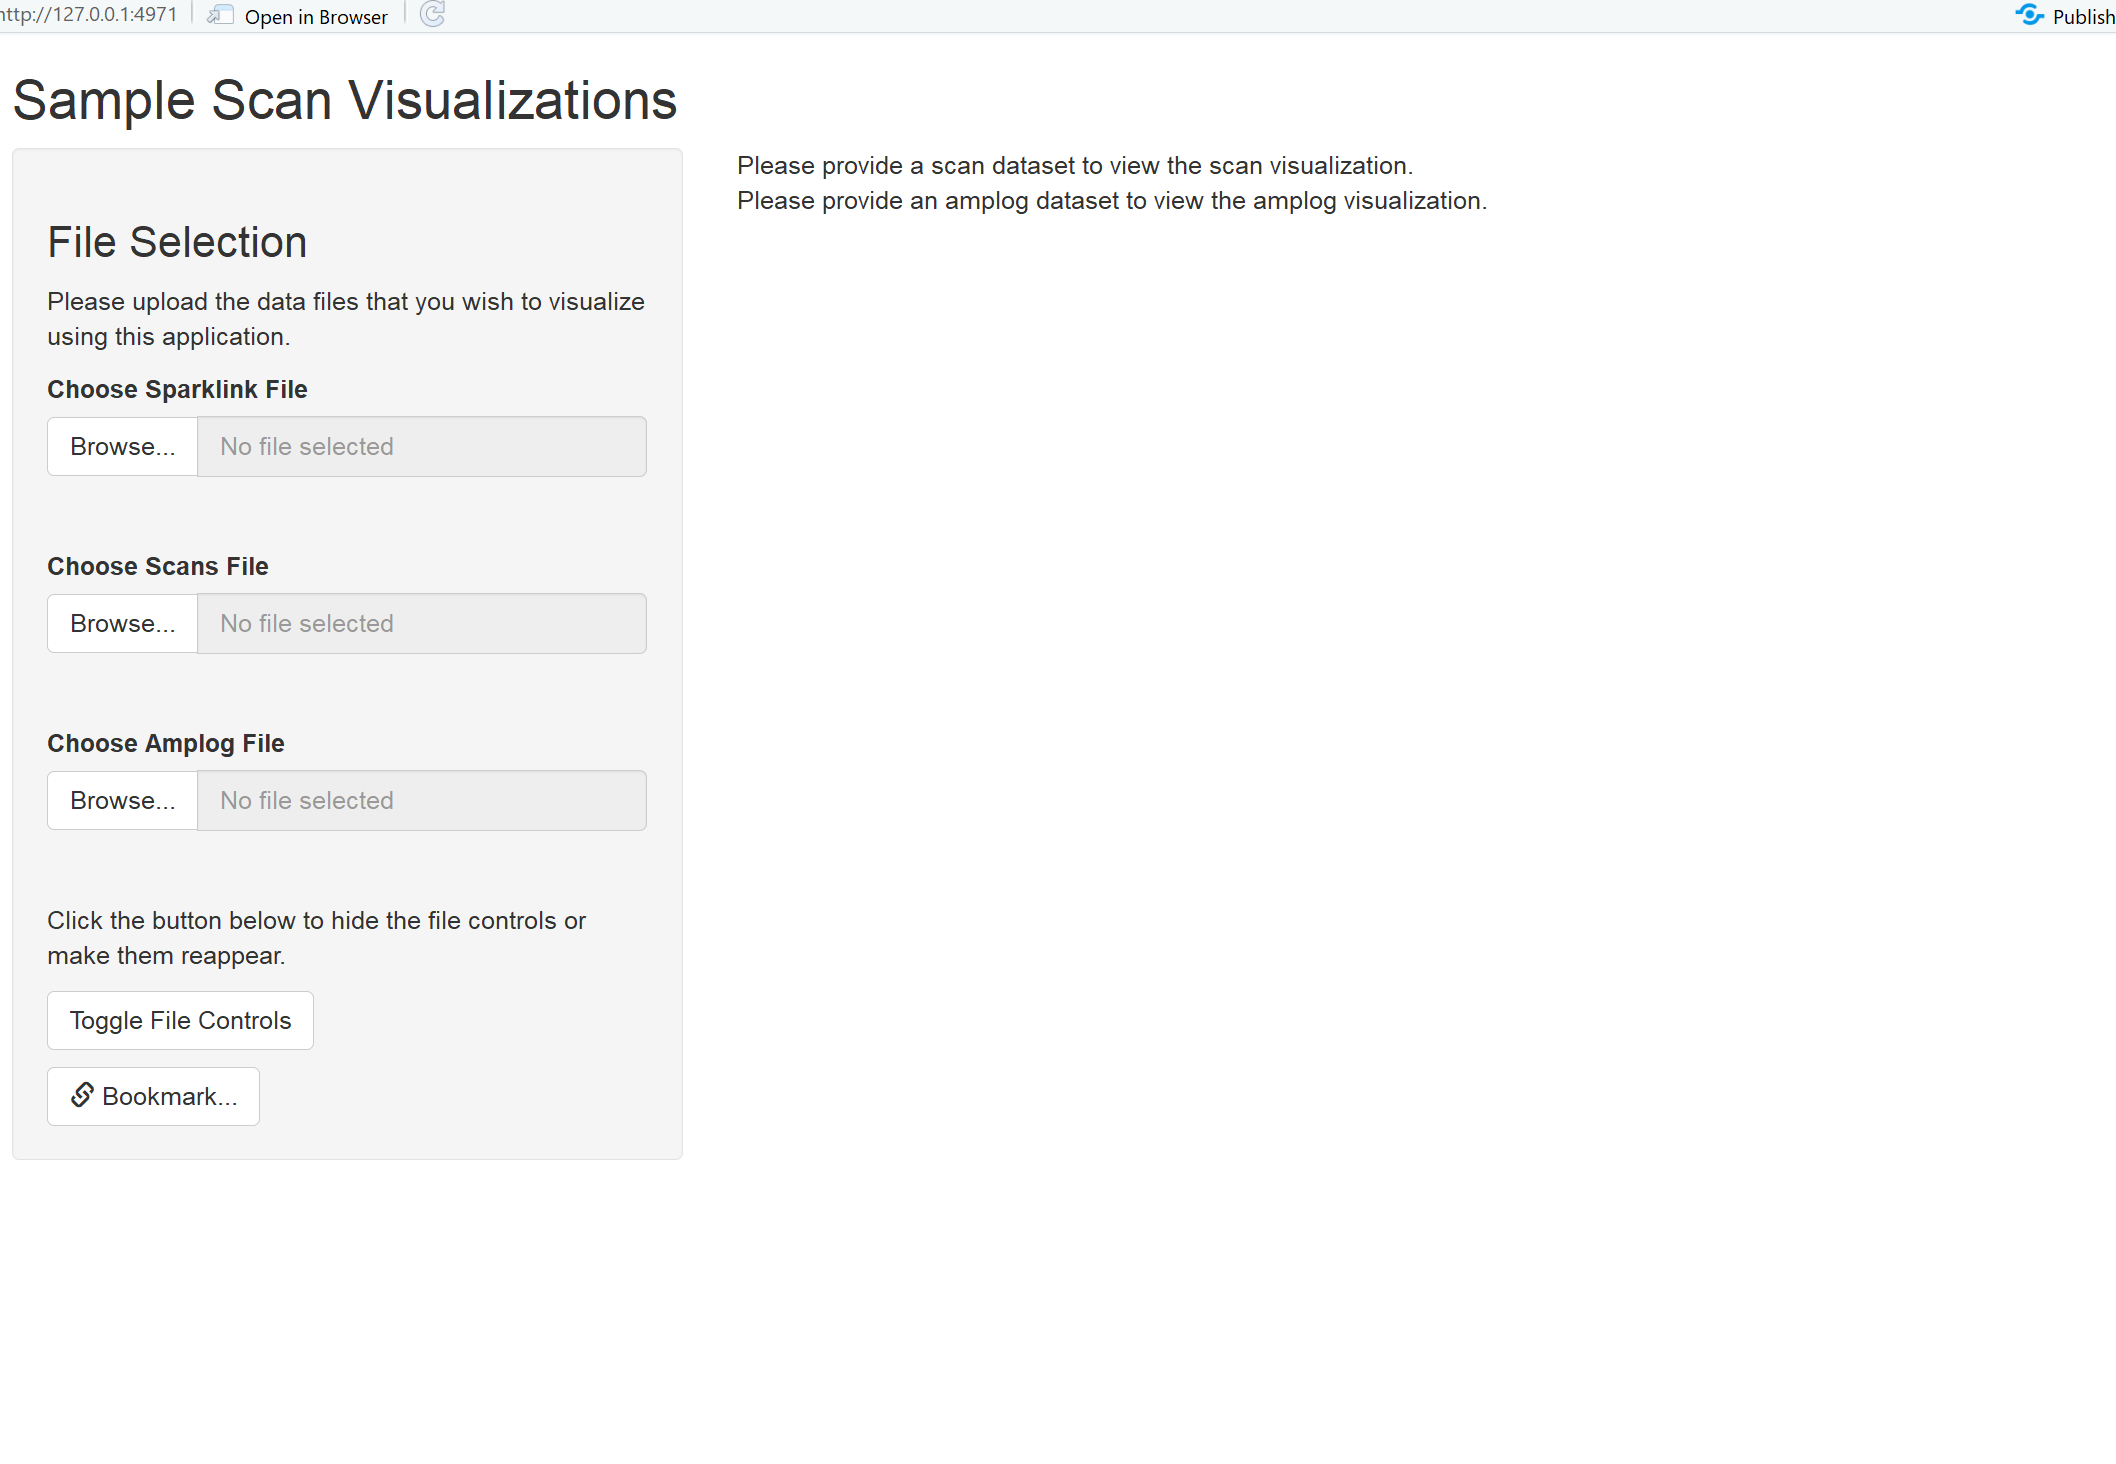 http://127.0.0.1:4971 Open in Browser Publish
Sample Scan Visualizations
File Selection
Please upload the data files that you wish to visualize
using this application.
Choose Sparklink File
Browse... No file selected
Choose Scans File
Browse... No file selected
Choose Amplog File
Browse... No file selected
Click the button below to hide the file controls or
make them reappear.
Toggle File Controls
Bookmark...
Please provide a scan dataset to view the scan visualization.
Please provide an amplog dataset to view the amplog visualization.